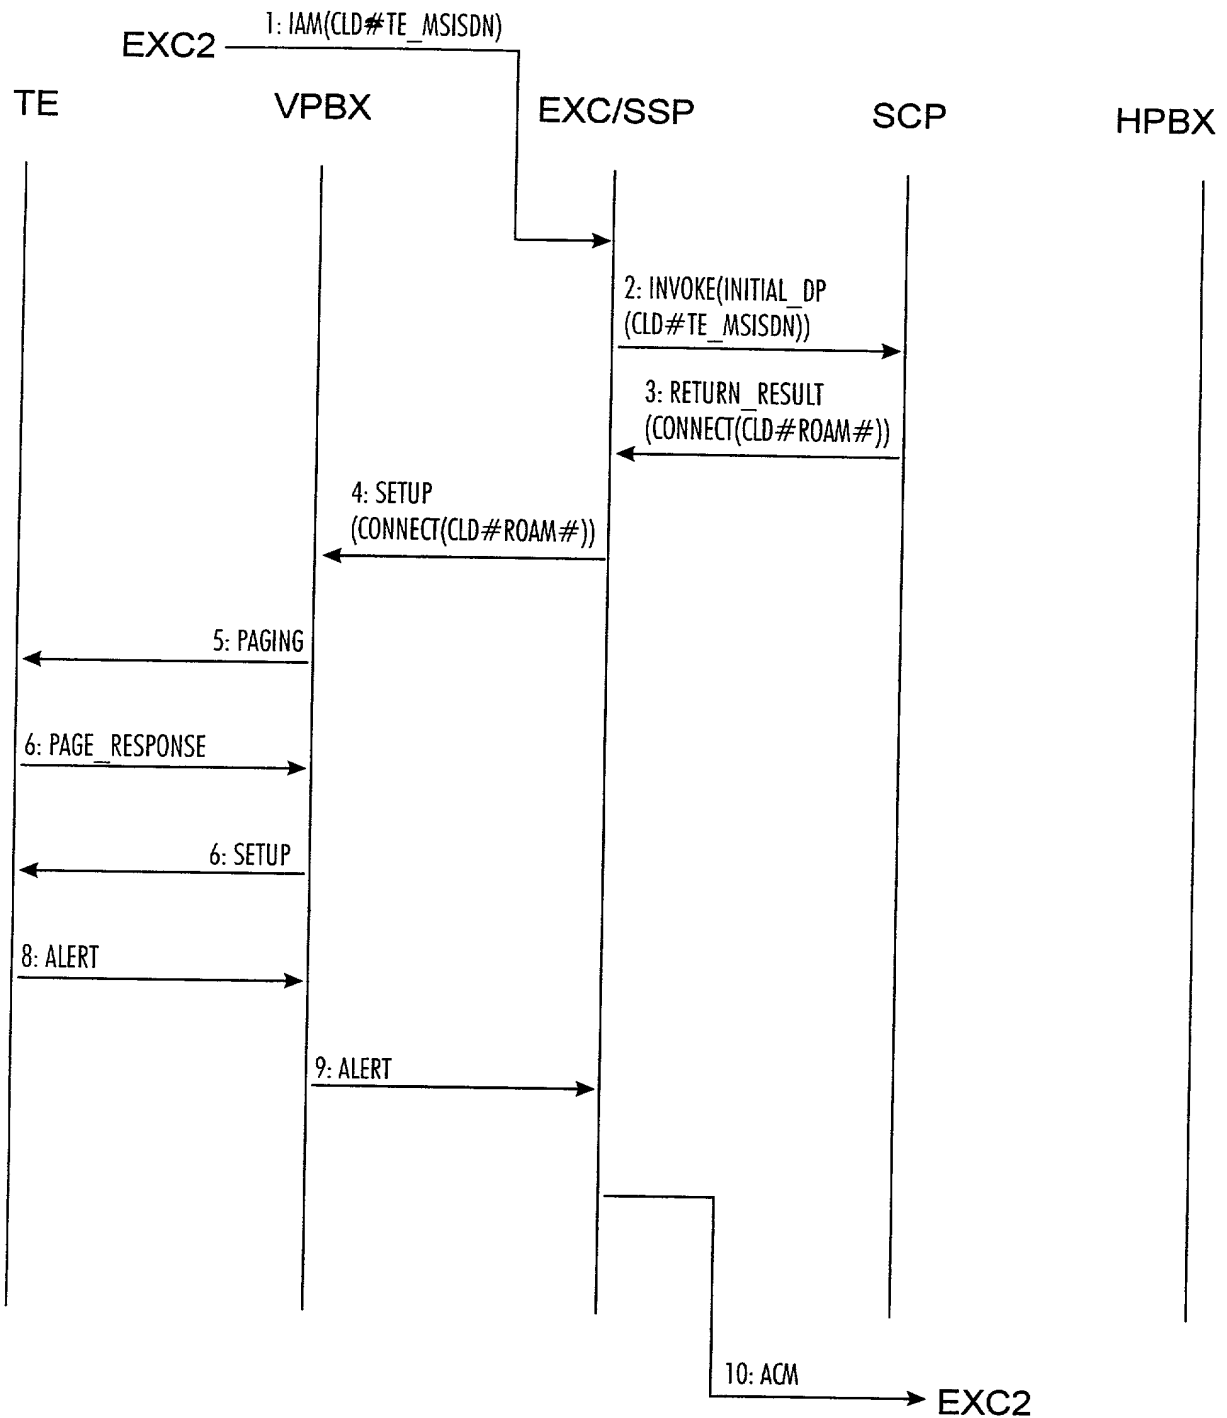 1: IAM(CLD#TE_MSISDN)
EXC2
TE
VPBX
EXC/SSP
SCP
HPBX
2: INVOKE(INITIAL_DP
(CLD#TE_MSISDN))
3: RETURN_RESULT
(CONNECT(CLD#ROAM#))
4: SETUP
(CONNECT(CLD#ROAM#))
5: PAGING
6: PAGE_RESPONSE
6: SETUP
8: ALERT
9: ALERT
10: ACM
EXC2